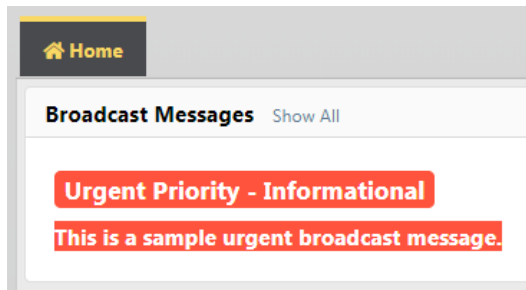 Home
Broadcast Messages Show All
Urgent Priority - Informational
This is a sample urgent broadcast message.